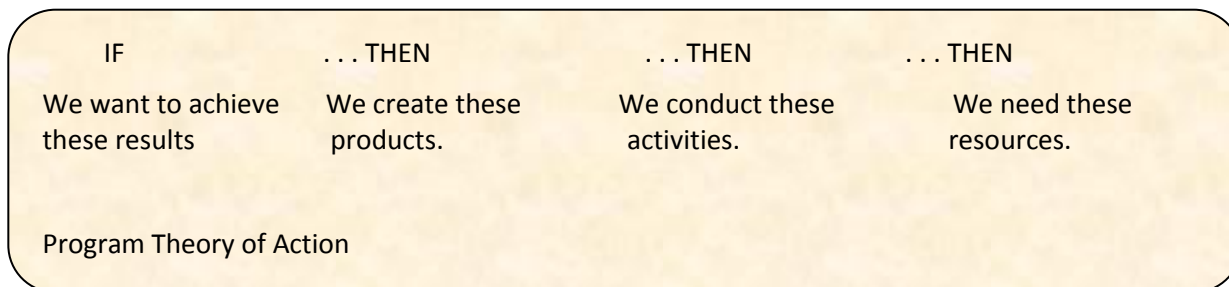 IF . . . THEN . . . THEN . . . THEN
We want to achieve We create these We conduct these We need these
these results products. activities. resources.
Program Theory of Action